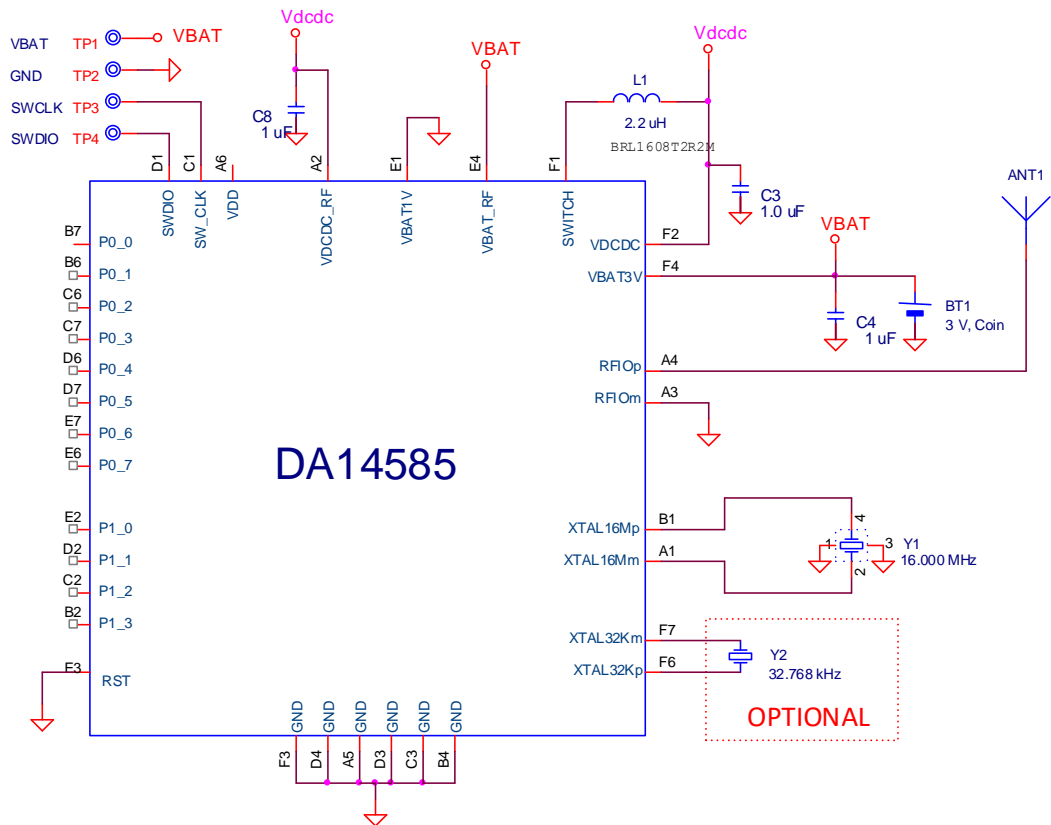 Vdcdc
VBAT TP1 VBAT
GND TP2
SWCLK TP3
SWDIO TP4
C8
1 uF
VBAT
Vdcdc
L1
2.2 uH
BRL1608T2R2M
C3
1.0 uF
ANT1
D1
C1
A6
A2
E1
E4
F1
SWDIO
SW_CLK
VDD
VDCDC_RF
VBAT1V
VBAT_RF
SWITCH
B7 P0_0
B6 P0_1
C6 P0_2
C7 P0_3
D6 P0_4
D7 P0_5
E7 P0_6
E6 P0_7
E2 P1_0
D2 P1_1
C2 P1_2
B2 P1_3
E3 RST
DA14585
VDCDC F2
VBAT3V F4
RFIOp A4
RFIOm A3
XTAL16Mp B1
XTAL16Mm A1
XTAL32Km F7
XTAL32Kp F6
VBAT
C4
1 uF
BT1
3 V, Coin
4
1
3
2
Y1
16.000 MHz
Y2
32.768 kHz
OPTIONAL
GND
GND
GND
GND
GND
GND
F3
D4
A5
D3
C3
B4